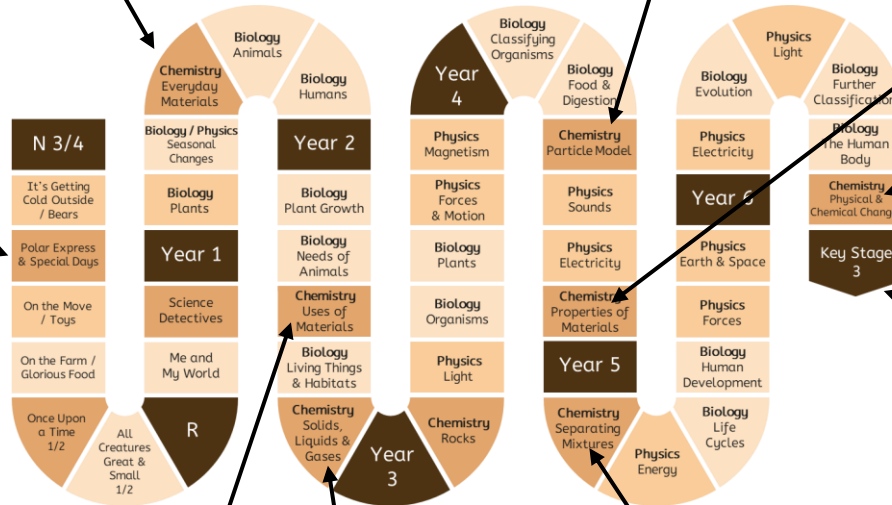 N 3/4
It's Getting
Cold Outside
/ Bears
Polar Express
& Special Days
On the Move
/ Toys
On the Farm /
Glorious Food
Once Upon
a Time
1/2
All
Creatures
Great &
Small
1/2
R
Me and
My World
Science
Detectives
Year 1
Biology
Plants
Biology / Physics
Seasonal
Changes
Chemistry
Everyday
Materials
Biology
Animals
Biology
Humans
Year 2
Biology
Plant Growth
Biology
Needs of
Animals
Chemistry
Uses of
Materials
Biology
Living Things
& Habitats
Chemistry
Solids,
Liquids &
Gases
Year
3
Chemistry
Rocks
Physics
Light
Biology
Organisms
Biology
Plants
Physics
Forces
& Motion
Physics
Magnetism
Year
4
Biology
Classifying
Organisms
Biology
Food &
Digestion
Chemistry
Particle Model
Physics
Sounds
Physics
Electricity
Chemistry
Properties of
Materials
Year 5
Chemistry
Separating
Mixtures
Physics
Energy
Biology
Life
Cycles
Biology
Human
Development
Physics
Forces
Physics
Earth & Space
Year 6
Physics
Electricity
Biology
Evolution
Physics
Light
Biology
Further
Classification
Biology
The Human
Body
Chemistry
Physical &
Chemical Change
Key Stage
3